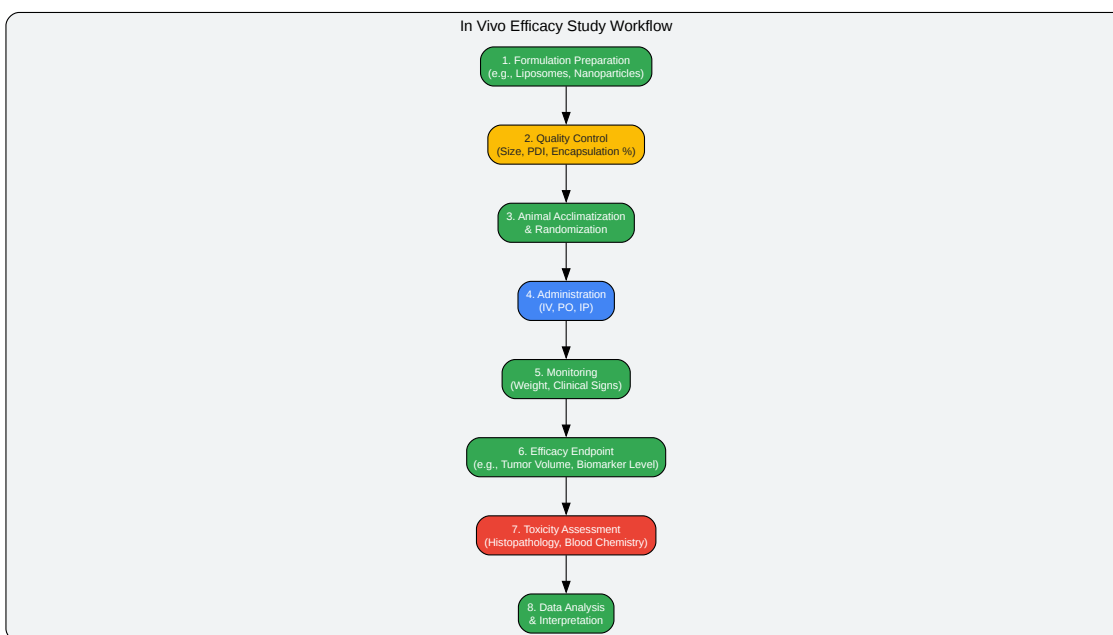 In Vivo Efficacy Study Workflow
1. Formulation Preparation
(e.g., Liposomes, Nanoparticles)
2. Quality Control
(Size, PDI, Encapsulation %)
3. Animal Acclimatization
& Randomization
4. Administration
(IV, PO, IP)
5. Monitoring
(Weight, Clinical Signs)
6. Efficacy Endpoint
(e.g., Tumor Volume, Biomarker Level)
7. Toxicity Assessment
(Histopathology, Blood Chemistry)
8. Data Analysis
& Interpretation